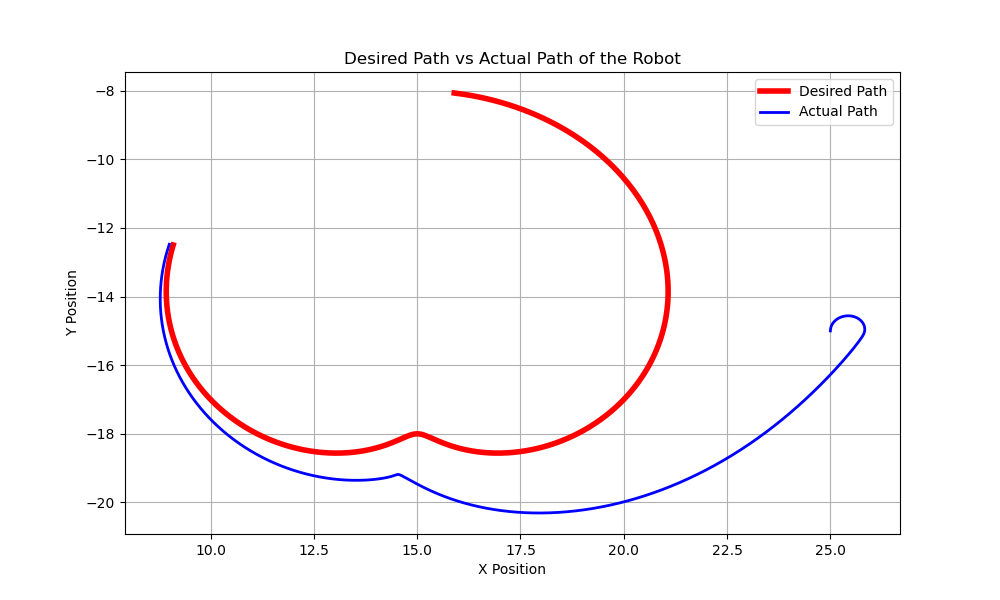 Desired Path vs Actual Path of the Robot
Desired Path
Actual Path
Y Position
−8
−10
−12
−14
−16
−18
−20
10.0 12.5 15.0 17.5 20.0 22.5 25.0
X Position